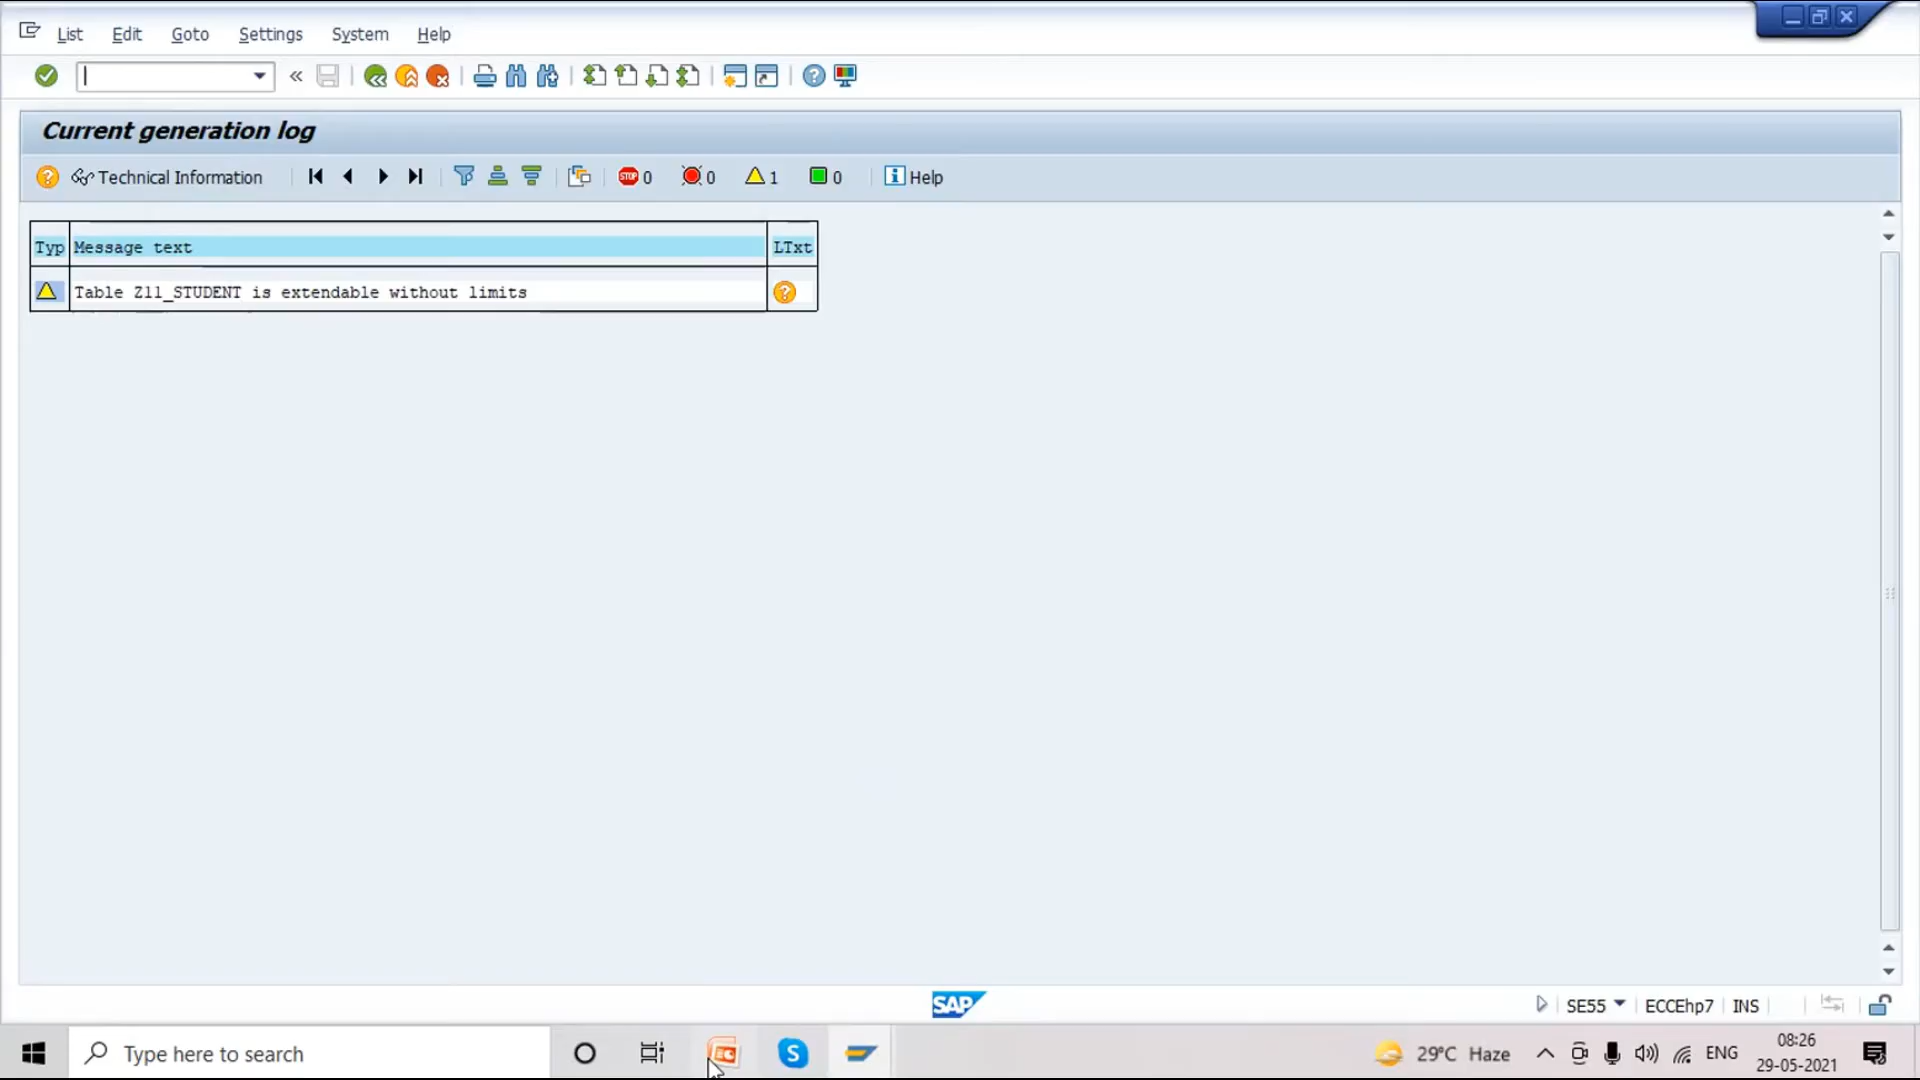 List Edit Goto Settings System Help
Current generation log
Technical Information STOP 0 0 1 0 Help
Typ Message text LTxt
Table Z11_STUDENT is extendable without limits
SAP SE55 ECCEhp7 INS
Type here to search S 29°C Haze ENG 08:26
29-05-2021